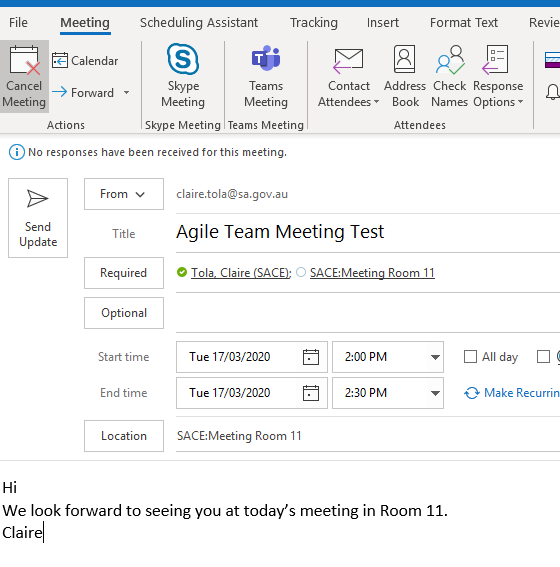 File Meeting Scheduling Assistant Tracking Insert Format Text Review
Cancel Meeting
Calendar
Forward
Actions
Skype Meeting
Skype Meeting
Teams Meeting
Teams Meeting
Contact Attendees
Address Book
Check Names
Response Options
Attendees
No responses have been received for this meeting.
Send Update
From claire.tola@sa.gov.au
Title Agile Team Meeting Test
Required Tola, Claire (SACE); SACE:Meeting Room 11
Optional
Start time Tue 17/03/2020 2:00 PM All day
End time Tue 17/03/2020 2:30 PM Make Recurrin
Location SACE:Meeting Room 11
Hi
We look forward to seeing you at today’s meeting in Room 11.
Claire